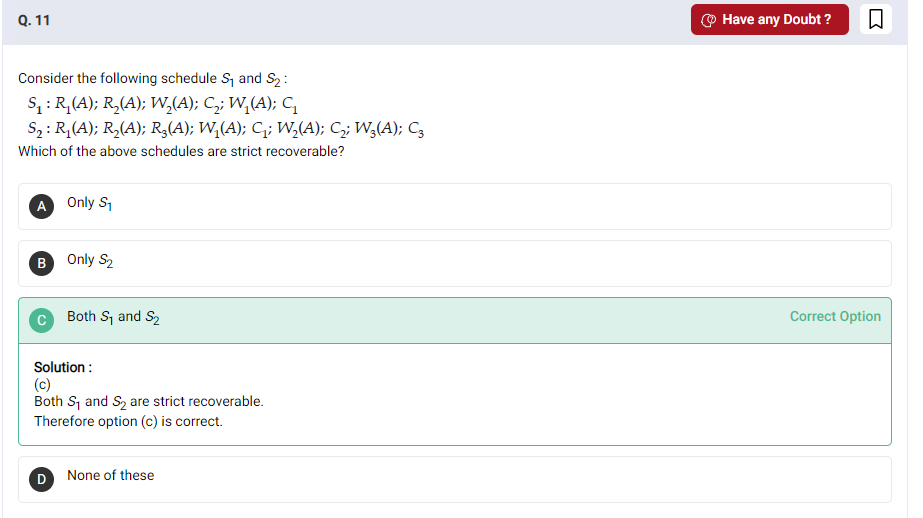 Q. 11
Have any Doubt ?
Consider the following schedule S₁ and S₂ :
S₁ : R₁(A); R₂(A); W₂(A); C₂; W₁(A); C₁
S₂ : R₁(A); R₂(A); R₃(A); W₁(A); C₁; W₂(A); C₂; W₃(A); C₃
Which of the above schedules are strict recoverable?
A Only S₁
B Only S₂
C Both S₁ and S₂ Correct Option
Solution :
(c)
Both S₁ and S₂ are strict recoverable.
Therefore option (c) is correct.
D None of these